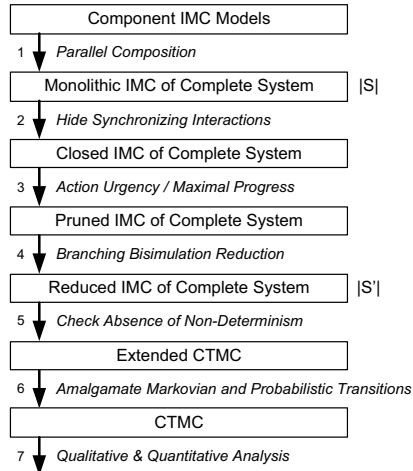 Component IMC Models
1 Parallel Composition
Monolithic IMC of Complete System |S|
2 Hide Synchronizing Interactions
Closed IMC of Complete System
3 Action Urgency / Maximal Progress
Pruned IMC of Complete System
4 Branching Bisimulation Reduction
Reduced IMC of Complete System |S'|
5 Check Absence of Non-Determinism
Extended CTMC
6 Amalgamate Markovian and Probabilistic Transitions
CTMC
7 Qualitative & Quantitative Analysis